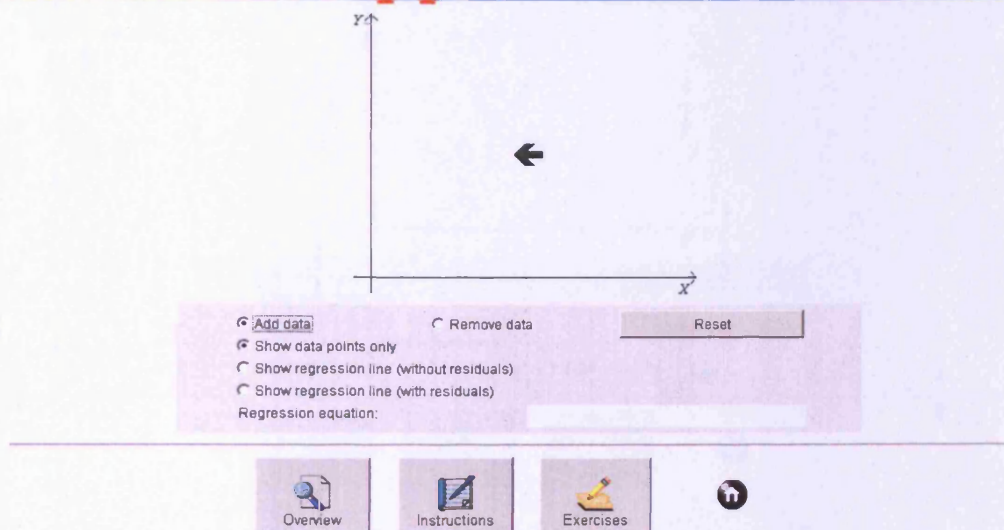 Y
X
Add data Remove data Reset
Show data points only
Show regression line (without residuals)
Show regression line (with residuals)
Regression equation:
Overview Instructions Exercises